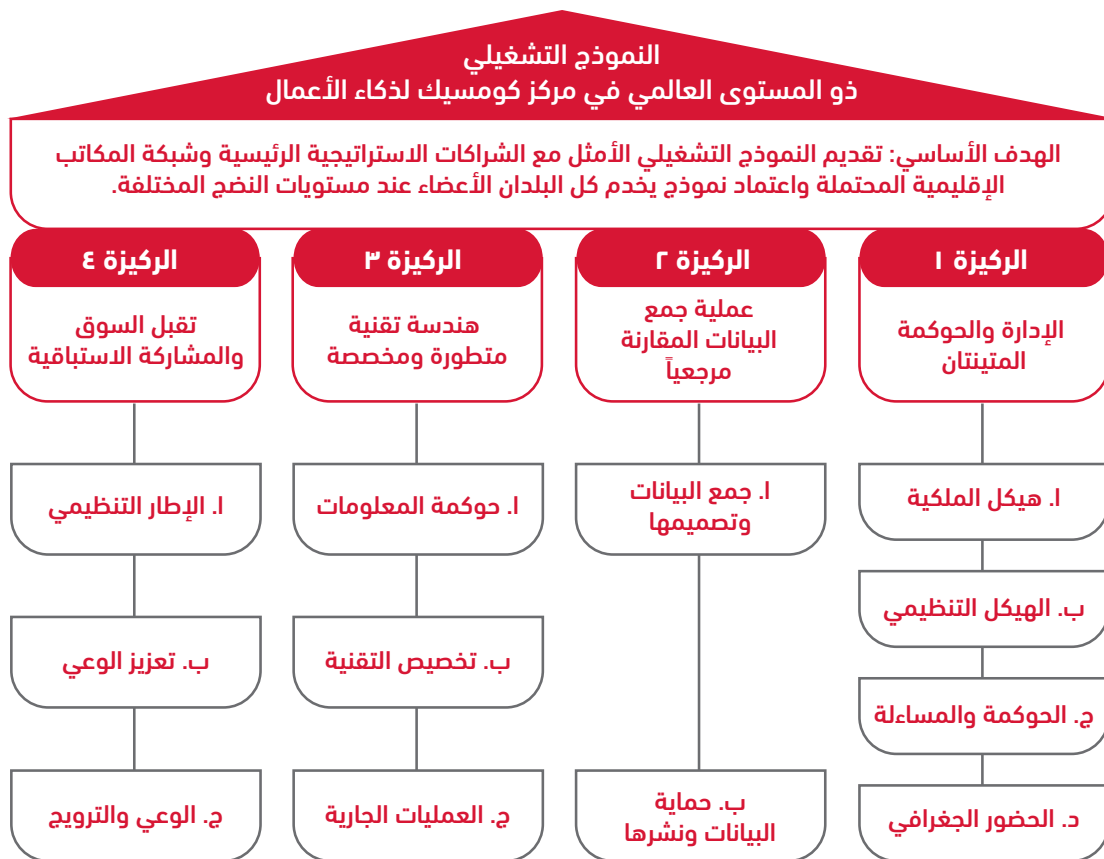 النموذج التشغيلي
ذو المستوى العالمي في مركز كومسيك لذكاء الأعمال
الهدف الأساسي: تقديم النموذج التشغيلي الأمثل مع الشراكات الاستراتيجية الرئيسية وشبكة المكاتب
الإقليمية المحتملة واعتماد نموذج يخدم كل البلدان الأعضاء عند مستويات النضج المختلفة.
الركيزة ١
الإدارة والحوكمة
المتينتان
ا. هيكل الملكية
ب. الهيكل التنظيمي
ج. الحوكمة والمساءلة
د. الحضور الجغرافي
الركيزة ٢
عملية جمع
البيانات المقارنة
مرجعياً
ا. جمع البيانات
وتصميمها
ب. حماية
البيانات ونشرها
الركيزة ٣
هندسة تقنية
متطورة ومخصصة
ا. حوكمة المعلومات
ب. تخصيص التقنية
ج. العمليات الجارية
الركيزة ٤
تقبل السوق
والمشاركة الاستباقية
ا. الإطار التنظيمي
ب. تعزيز الوعي
ج. الوعي والترويج